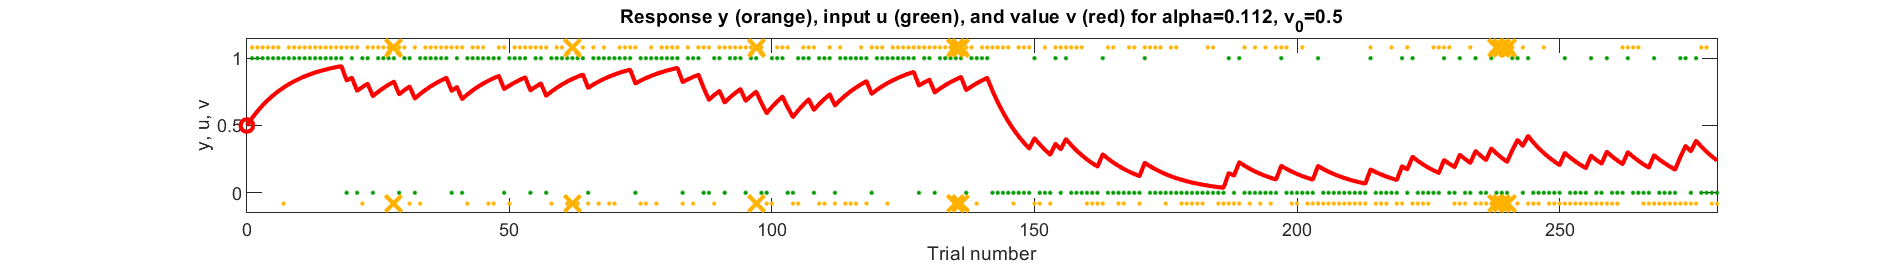 Response y (orange), input u (green), and value v (red) for alpha=0.112, v₀=0.5
y, u, v
1
0.5
0
0 50 100 150 200 250
Trial number